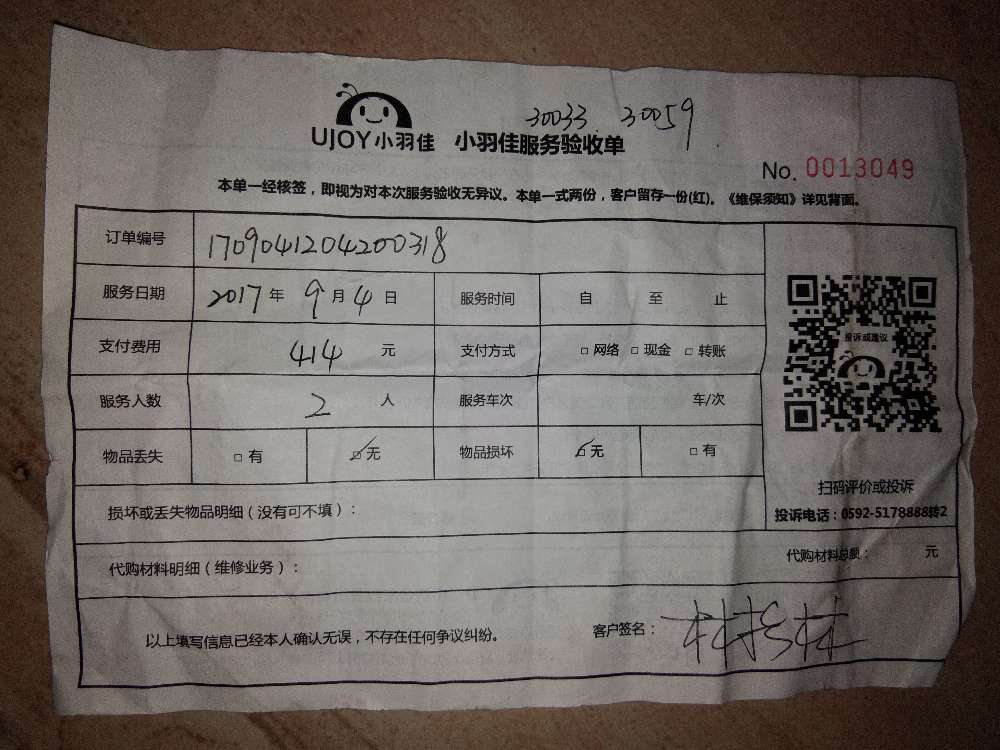 30033 30059
UJOY小羽佳 小羽佳服务验收单
No. 0013049
本单一经核签，即视为对本次服务验收无异议。本单一式两份，客户留存一份(红)。《维保须知》详见背面。
订单编号 1709041204200318
服务日期 2017年 9月4日 服务时间 自 至 止
支付费用 414 元 支付方式 □网络 □现金 □转账
投诉或建议
服务人数 2 人 服务车次 车/次
物品丢失 □有 ☑无 物品损坏 ☑无 □有
扫码评价或投诉
损坏或丢失物品明细（没有可不填）：
投诉电话：0592-5178888转2
代购材料明细（维修业务）： 代购材料总额： 元
以上填写信息已经本人确认无误，不存在任何争议纠纷。 客户签名：